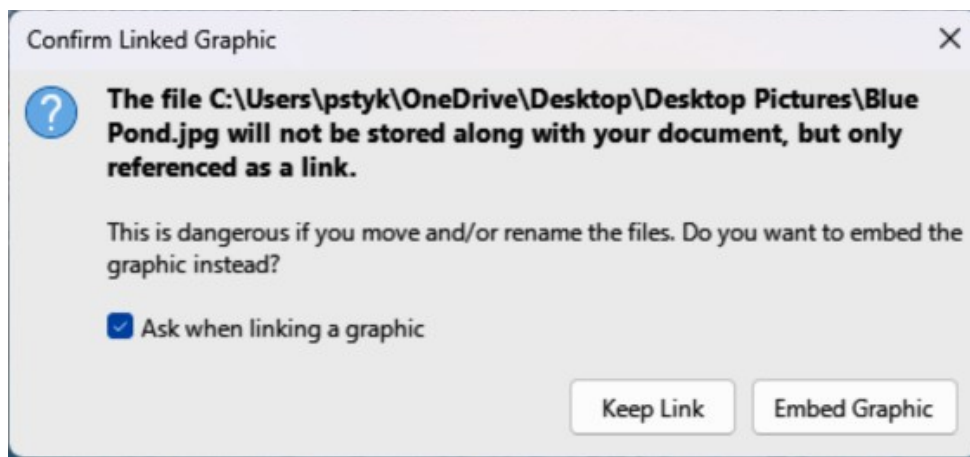 Confirm Linked Graphic
The file C:\Users\pstyk\OneDrive\Desktop\Desktop Pictures\Blue
Pond.jpg will not be stored along with your document, but only
referenced as a link.
This is dangerous if you move and/or rename the files. Do you want to embed the
graphic instead?
Ask when linking a graphic
Keep Link
Embed Graphic